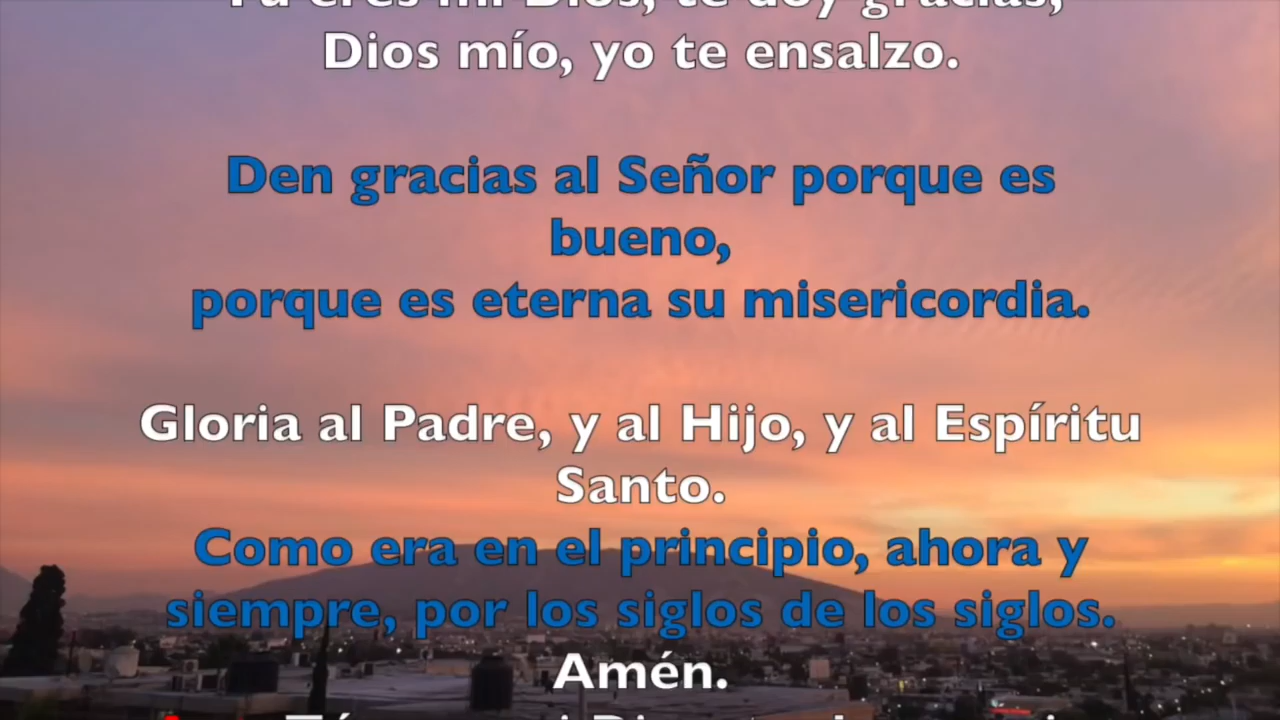 Tú eres mi Dios, te doy gracias,
Dios mío, yo te ensalzo.
Den gracias al Señor porque es
bueno,
porque es eterna su misericordia.
Gloria al Padre, y al Hijo, y al Espíritu
Santo.
Como era en el principio, ahora y
siempre, por los siglos de los siglos.
Amén.